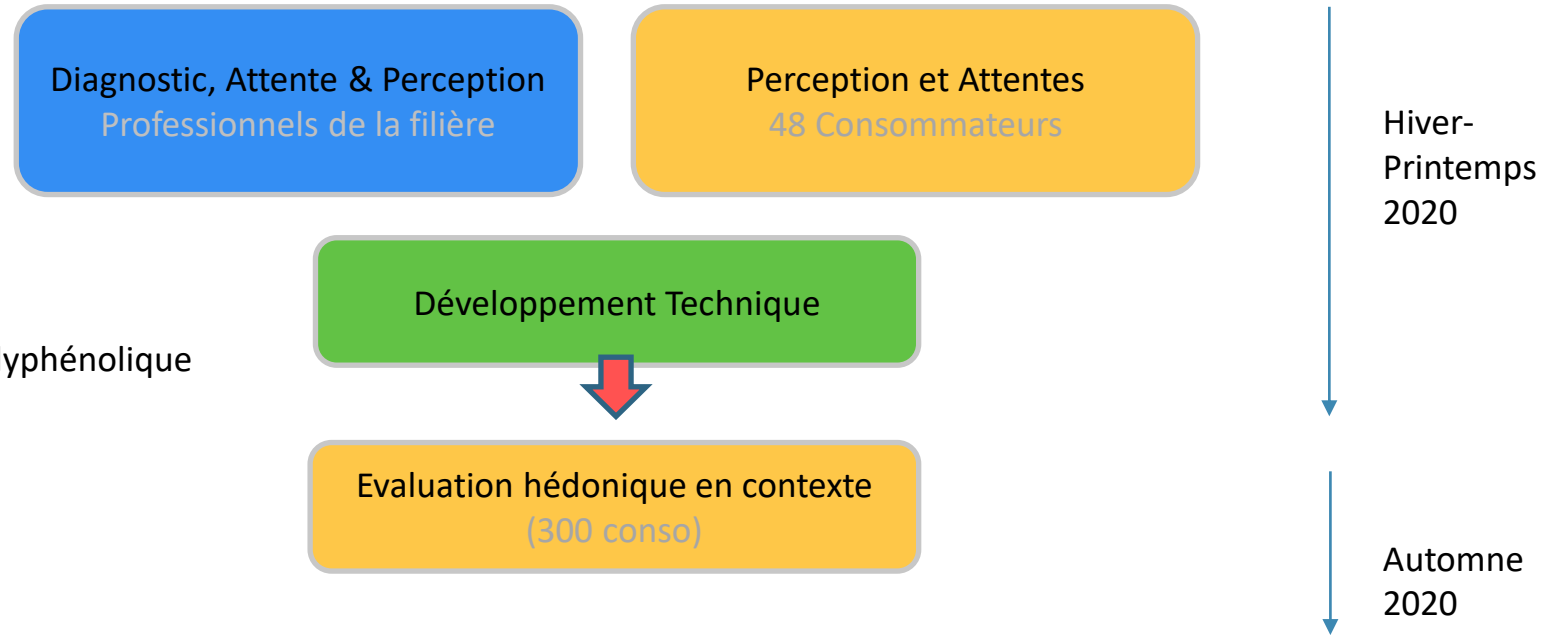 Diagnostic, Attente & Perception
Professionnels de la filière
Perception et Attentes
48 Consommateurs
Hiver-
Printemps
2020
Développement Technique
lyphénolique
Evaluation hédonique en contexte
(300 conso)
Automne
2020